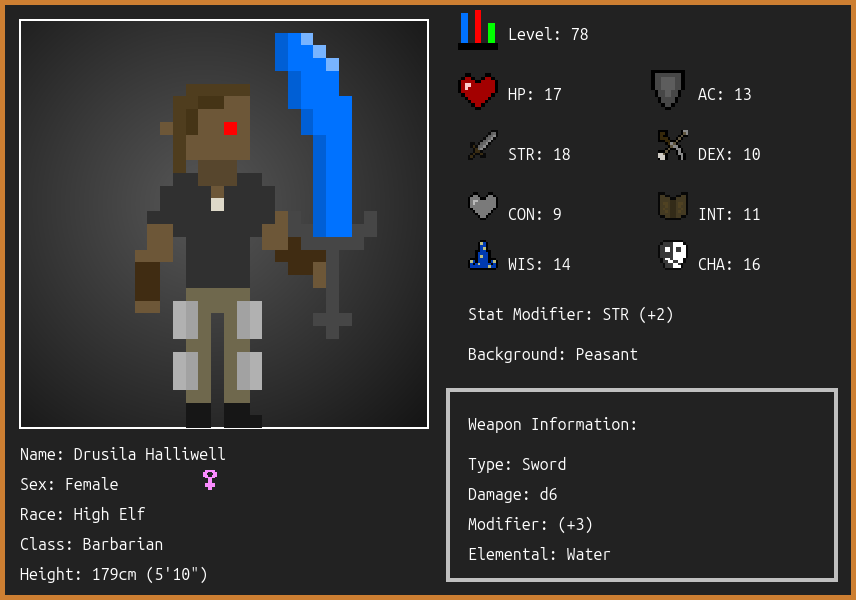 Level: 78
HP: 17
AC: 13
STR: 18
DEX: 10
CON: 9
INT: 11
WIS: 14
CHA: 16
Stat Modifier: STR (+2)
Background: Peasant
Weapon Information:
Type: Sword
Damage: d6
Modifier: (+3)
Elemental: Water
Name: Drusila Halliwell
Sex: Female
Race: High Elf
Class: Barbarian
Height: 179cm (5'10")